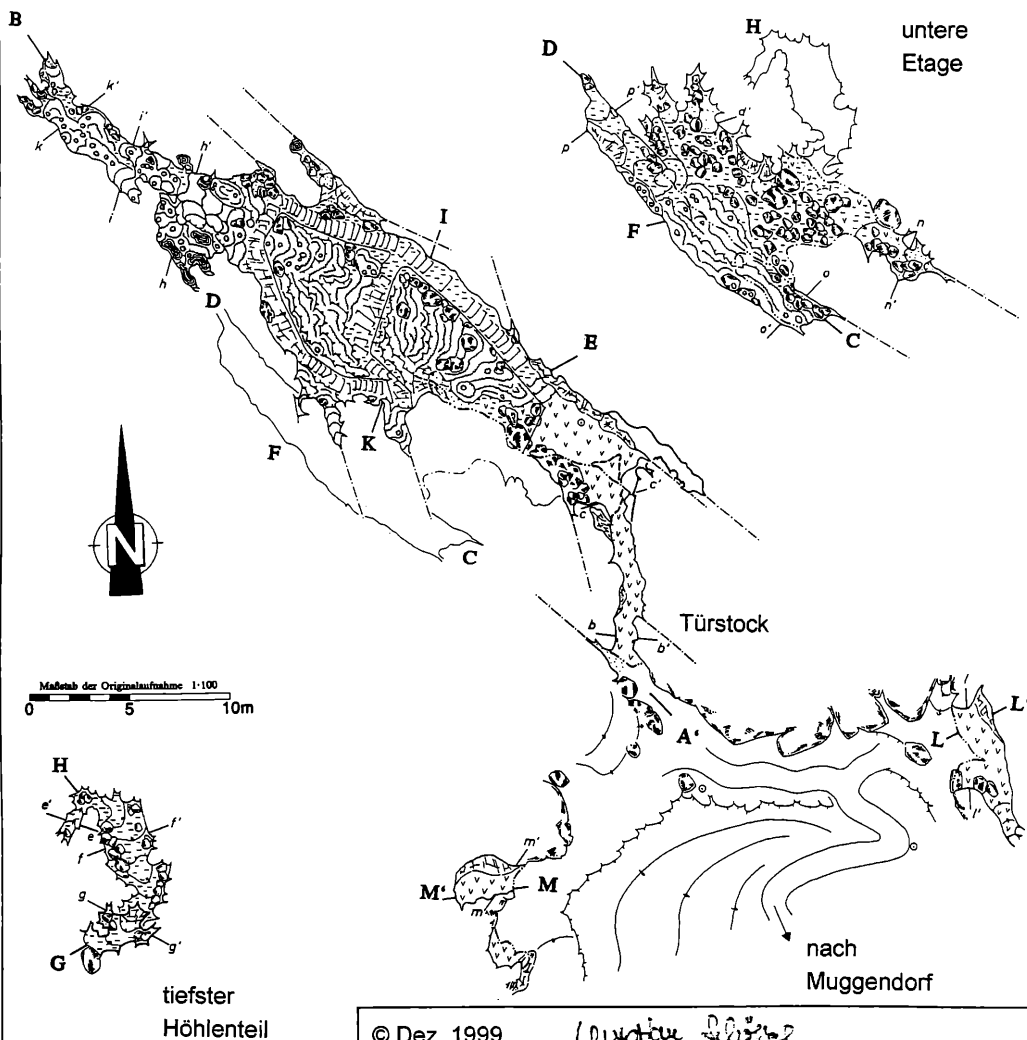 B
k'
k
i'
h'
h
I
D
F
K
E
C
c'
c
untere
Etage
H
D
p'
p
d'
F
n
n'
o
o'
C
N
Türstock
b
b'
A'
L'
L
l'
Maßstab der Originalaufnahme 1:100
0 5 10m
H
e'
e
f'
f
g
g'
G
tiefster
Höhlenteil
m'
M'
M
m
nach
Muggendorf
© Dez. 1999